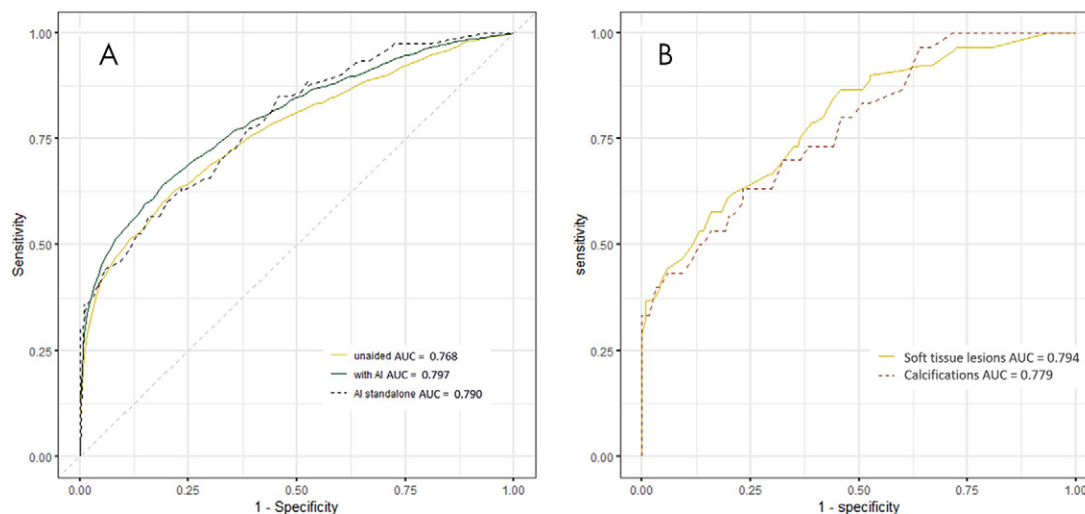 A
1.00
0.75
0.50
0.25
0.00
Sensitivity
unaided AUC = 0.768
with AI AUC = 0.797
AI standalone AUC = 0.790
0.00 0.25 0.50 0.75 1.00
1 - Specificity
B
1.00
0.75
0.50
0.25
0.00
sensitivity
Soft tissue lesions AUC = 0.794
Calcifications AUC = 0.779
0.00 0.25 0.50 0.75 1.00
1 - specificity